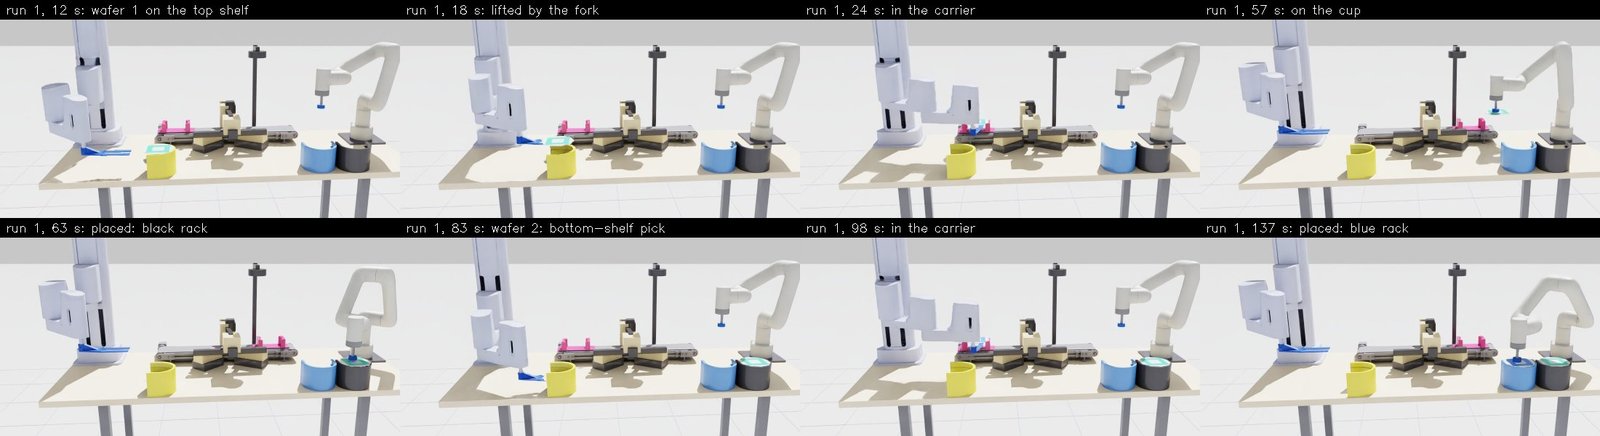 run 1, 12 s: wafer 1 on the top shelf
run 1, 18 s: lifted by the fork
run 1, 24 s: in the carrier
run 1, 57 s: on the cup
run 1, 63 s: placed: black rack
run 1, 83 s: wafer 2: bottom-shelf pick
run 1, 98 s: in the carrier
run 1, 137 s: placed: blue rack